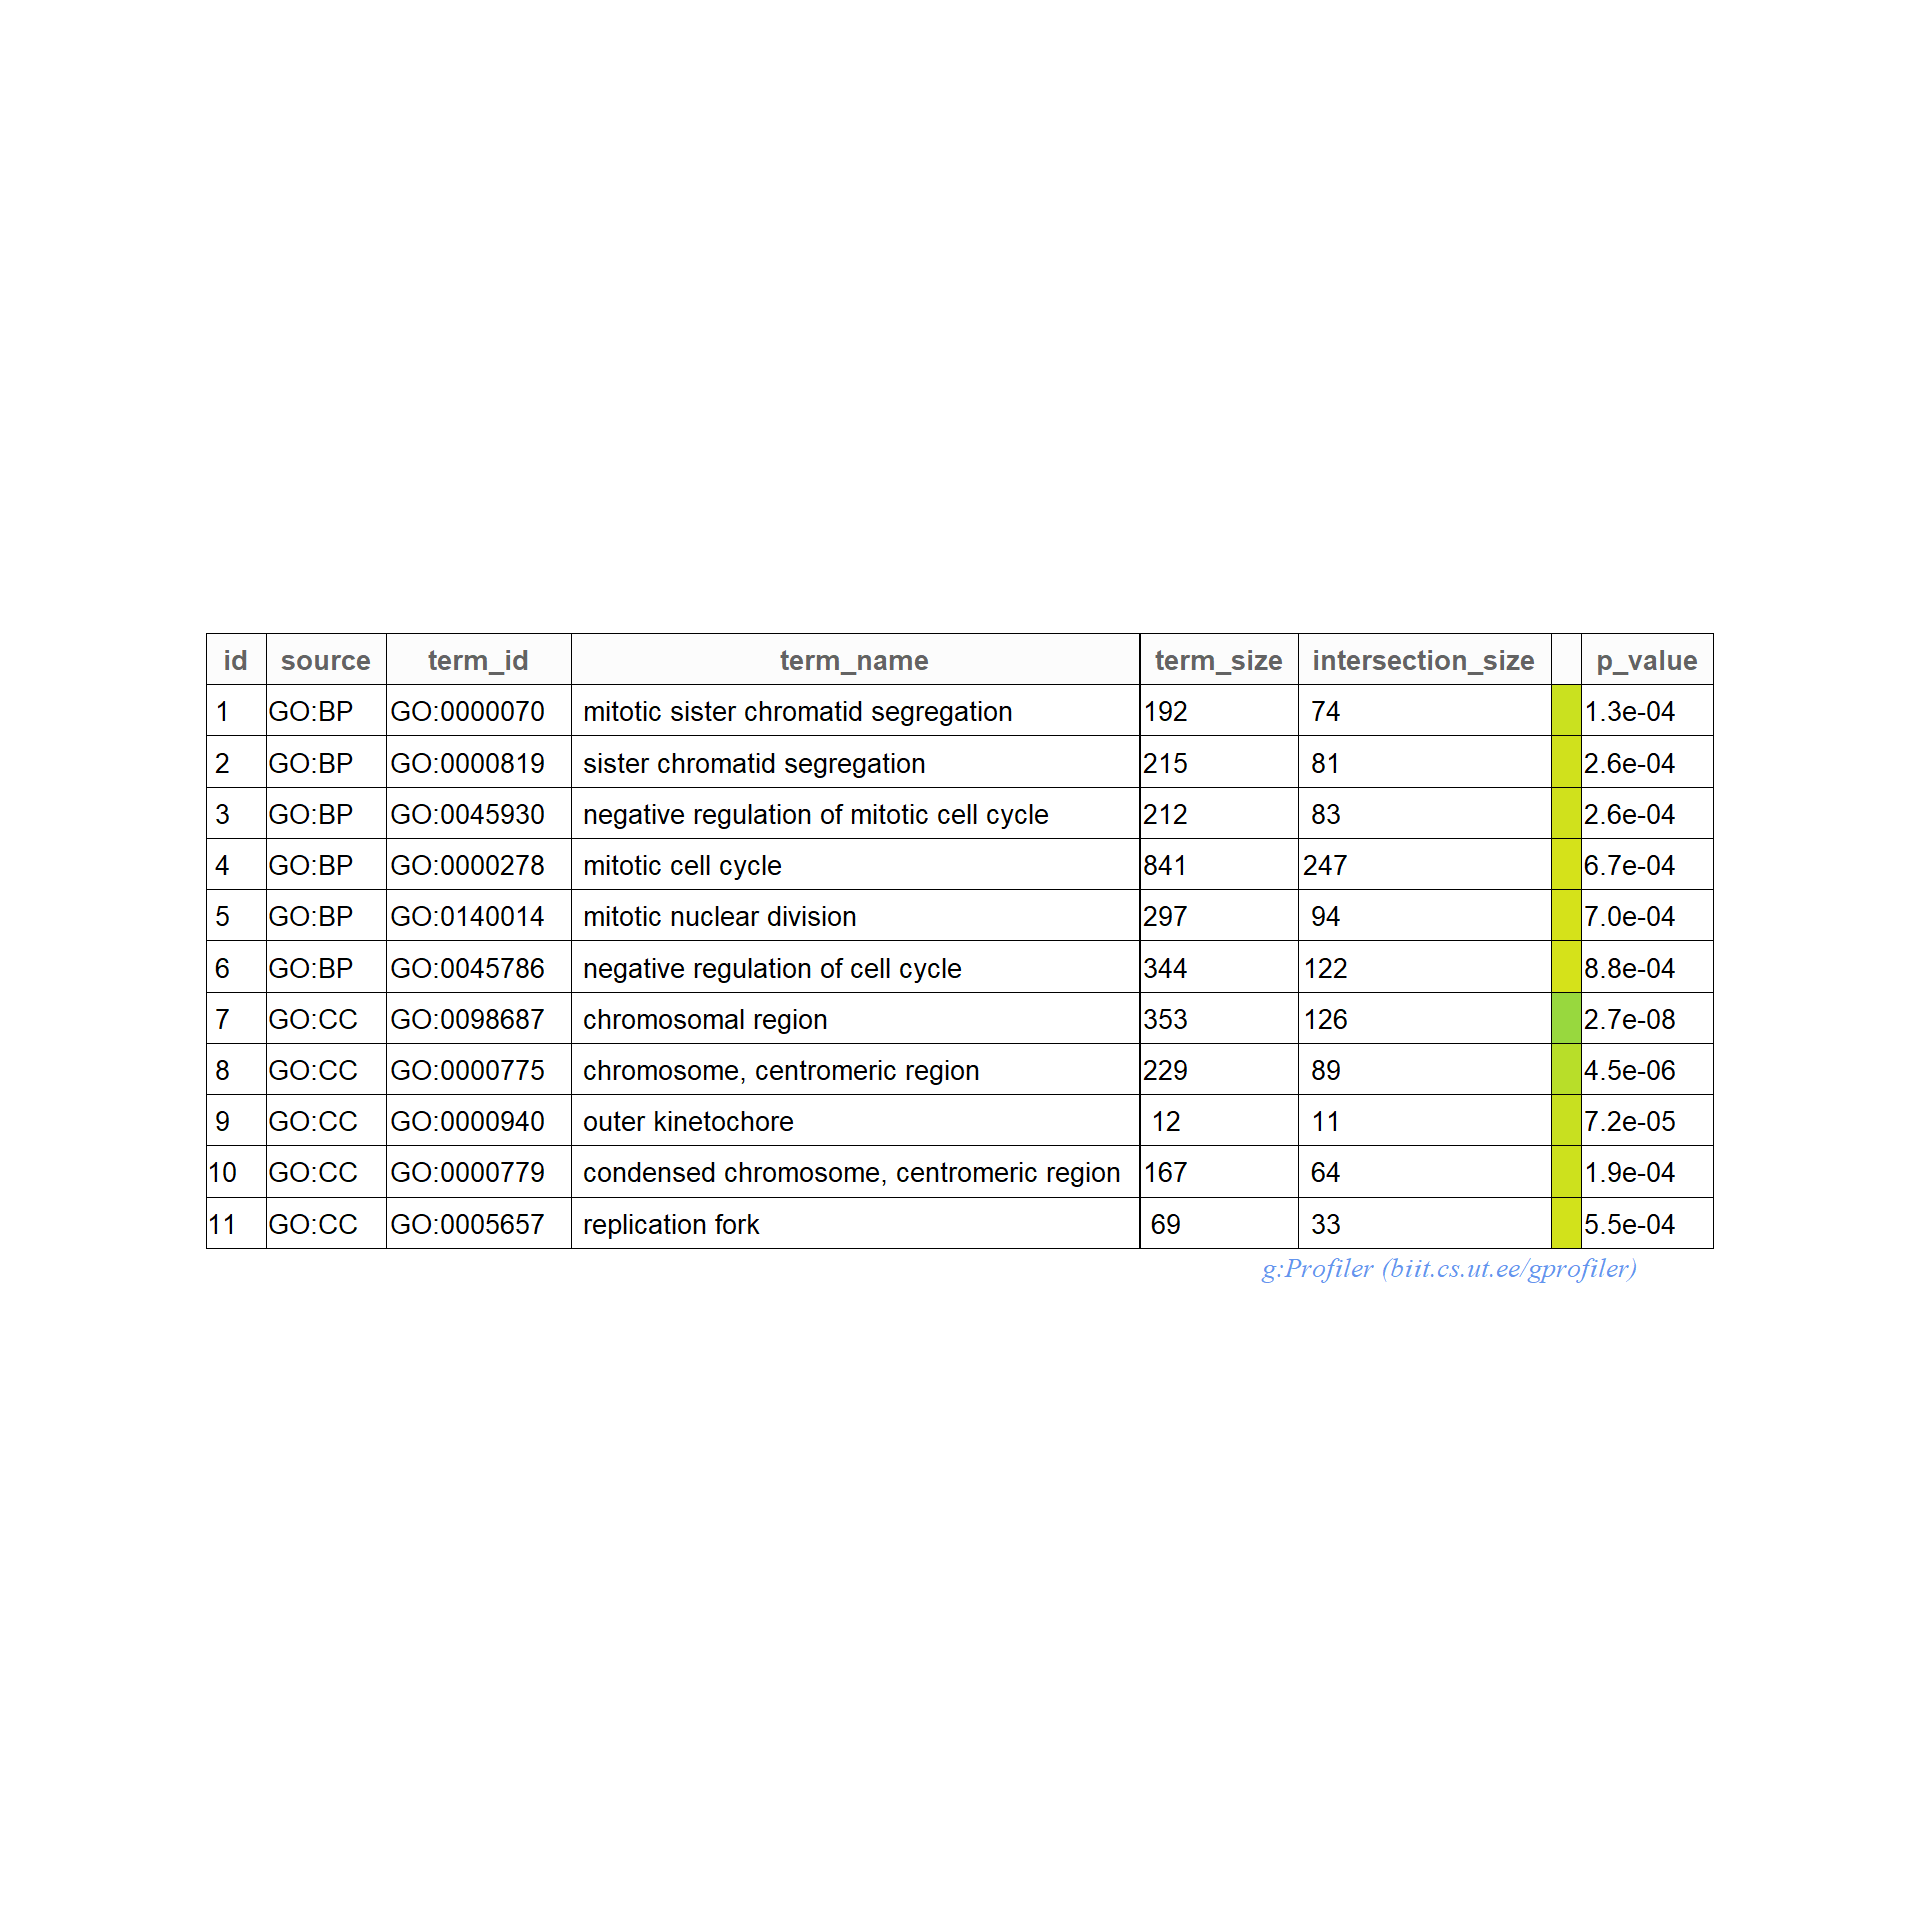 id source term_id term_name term_size intersection_size p_value
1 GO:BP GO:0000070 mitotic sister chromatid segregation 192 74 1.3e-04
2 GO:BP GO:0000819 sister chromatid segregation 215 81 2.6e-04
3 GO:BP GO:0045930 negative regulation of mitotic cell cycle 212 83 2.6e-04
4 GO:BP GO:0000278 mitotic cell cycle 841 247 6.7e-04
5 GO:BP GO:0140014 mitotic nuclear division 297 94 7.0e-04
6 GO:BP GO:0045786 negative regulation of cell cycle 344 122 8.8e-04
7 GO:CC GO:0098687 chromosomal region 353 126 2.7e-08
8 GO:CC GO:0000775 chromosome, centromeric region 229 89 4.5e-06
9 GO:CC GO:0000940 outer kinetochore 12 11 7.2e-05
10 GO:CC GO:0000779 condensed chromosome, centromeric region 167 64 1.9e-04
11 GO:CC GO:0005657 replication fork 69 33 5.5e-04
g:Profiler (biit.cs.ut.ee/gprofiler)